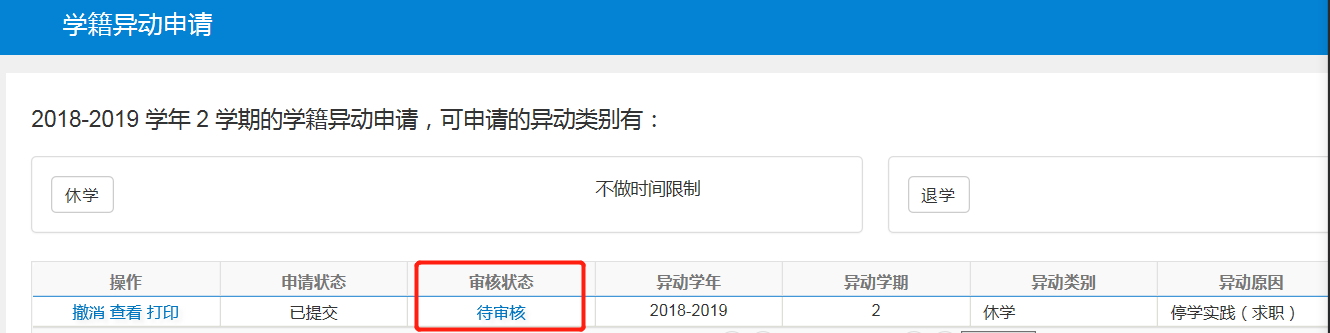 学籍异动申请
2018-2019 学年 2 学期的学籍异动申请，可申请的异动类别有：
休学 不做时间限制 退学
操作 申请状态 审核状态 异动学年 异动学期 异动类别 异动原因
撤消 查看 打印 已提交 待审核 2018-2019 2 休学 停学实践（求职）